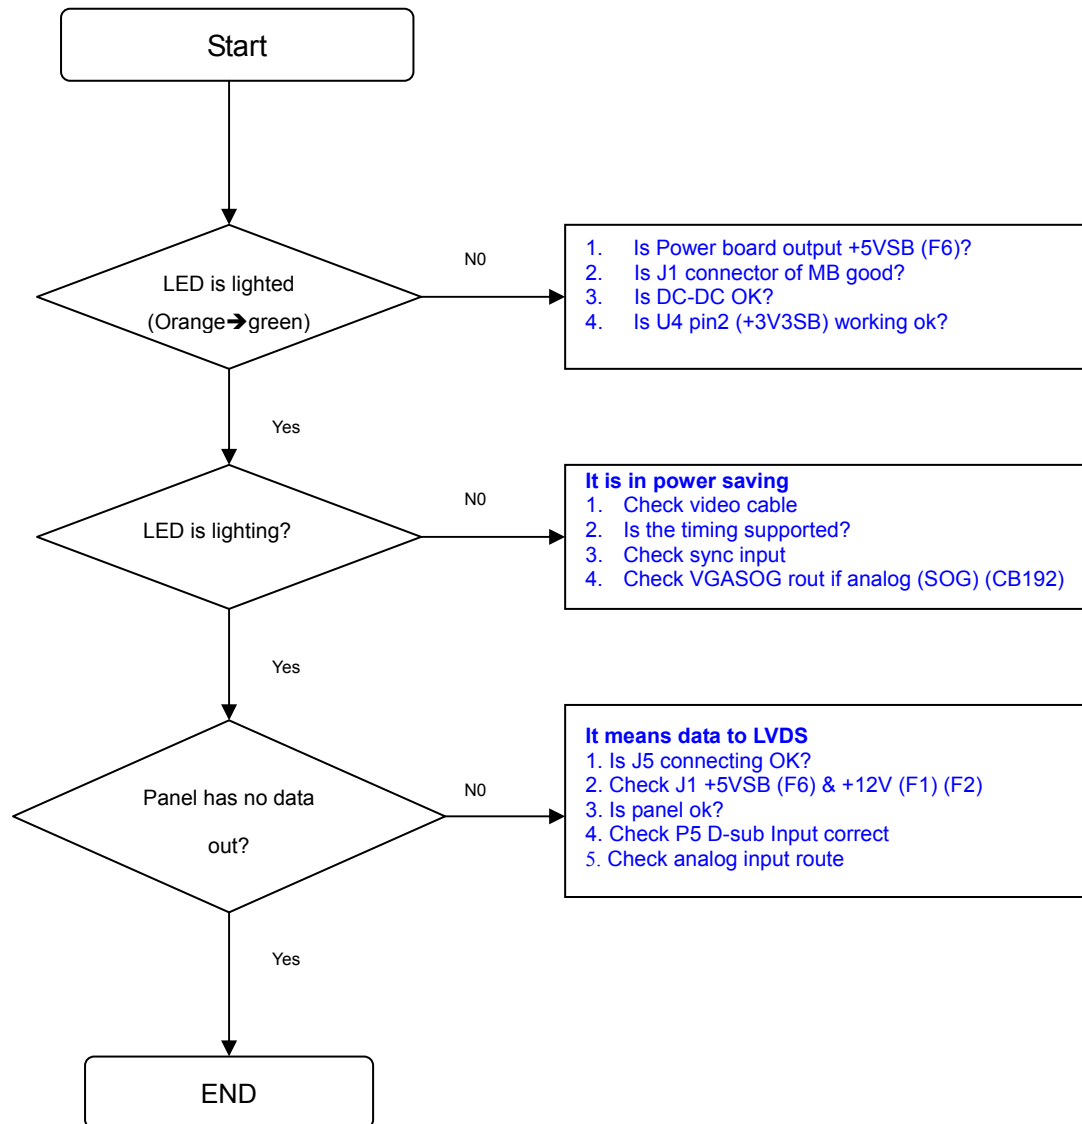 Start
LED is lighted
(Orange➔green)
N0
1. Is Power board output +5VSB (F6)?
2. Is J1 connector of MB good?
3. Is DC-DC OK?
4. Is U4 pin2 (+3V3SB) working ok?
Yes
LED is lighting?
N0
It is in power saving
1. Check video cable
2. Is the timing supported?
3. Check sync input
4. Check VGASOG rout if analog (SOG) (CB192)
Yes
Panel has no data
out?
N0
It means data to LVDS
1. Is J5 connecting OK?
2. Check J1 +5VSB (F6) & +12V (F1) (F2)
3. Is panel ok?
4. Check P5 D-sub Input correct
5. Check analog input route
Yes
END